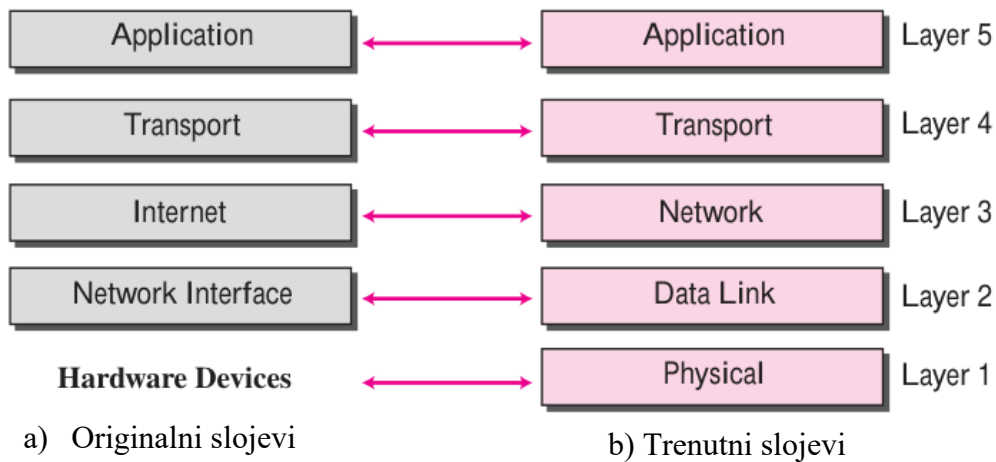 Application Application Layer 5
Transport Transport Layer 4
Internet Network Layer 3
Network Interface Data Link Layer 2
Hardware Devices Physical Layer 1
a) Originalni slojevi b) Trenutni slojevi